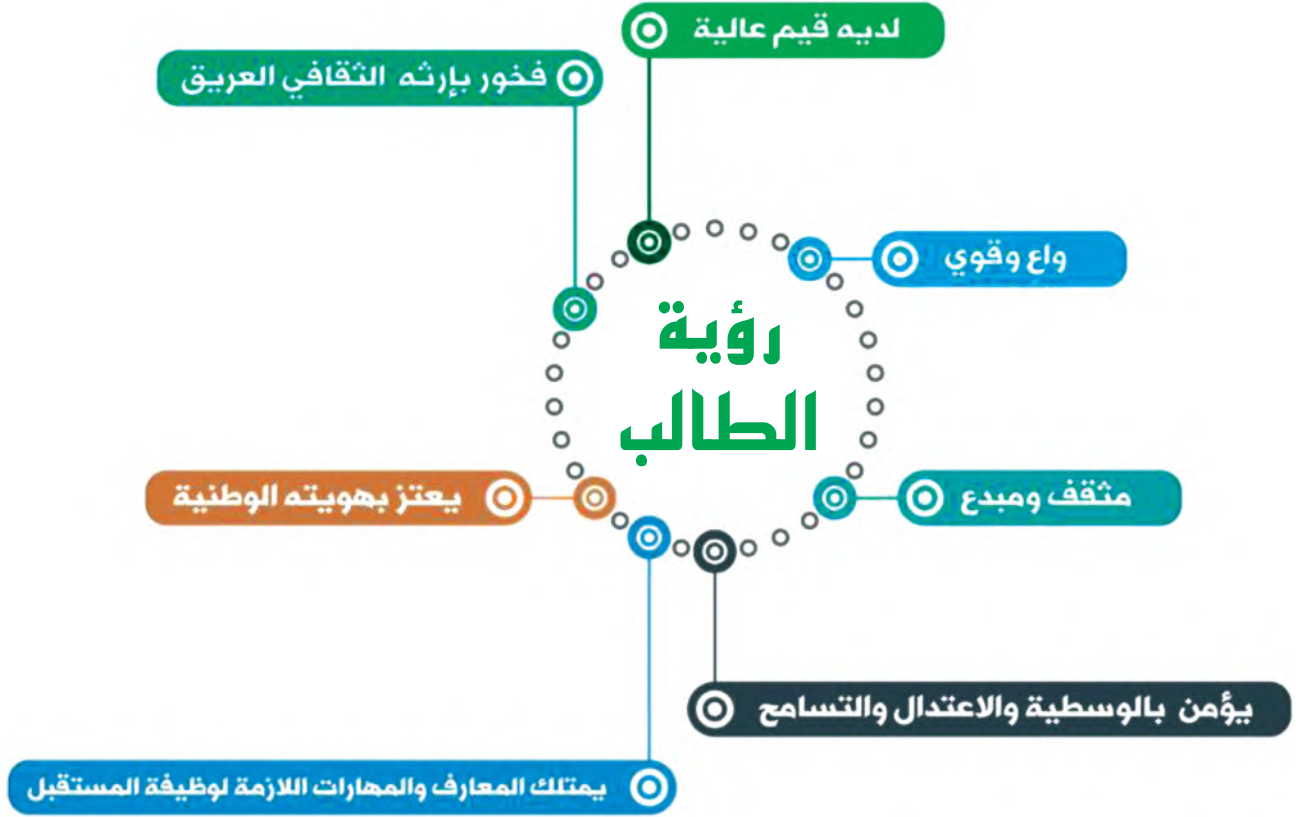 لديه قيم عالية
فخور بإرثه الثقافي العريق
واع وقوي
رؤية
الطالب
يعتز بهويته الوطنية
مثقف ومبدع
يؤمن بالوسطية والاعتدال والتسامح
يمتلك المعارف والمهارات اللازمة لوظيفة المستقبل